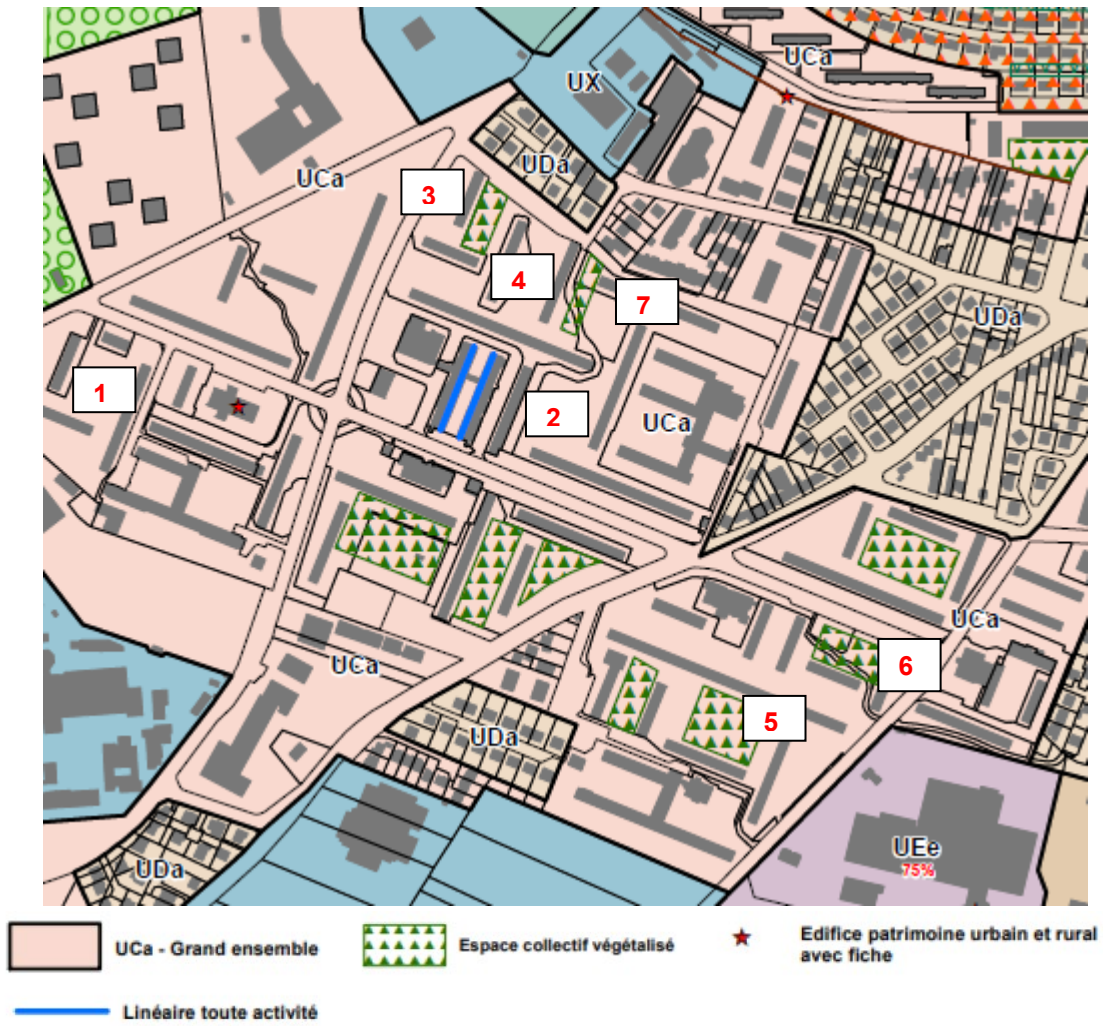 UCa
UX
UDa
UCa
3
4
7
UDa
1
2
UCa
UCa
6
UCa
5
UDa
UEe
75%
UDa
UCa - Grand ensemble
Espace collectif végétalisé
Edifice patrimoine urbain et rural
avec fiche
Linéaire toute activité